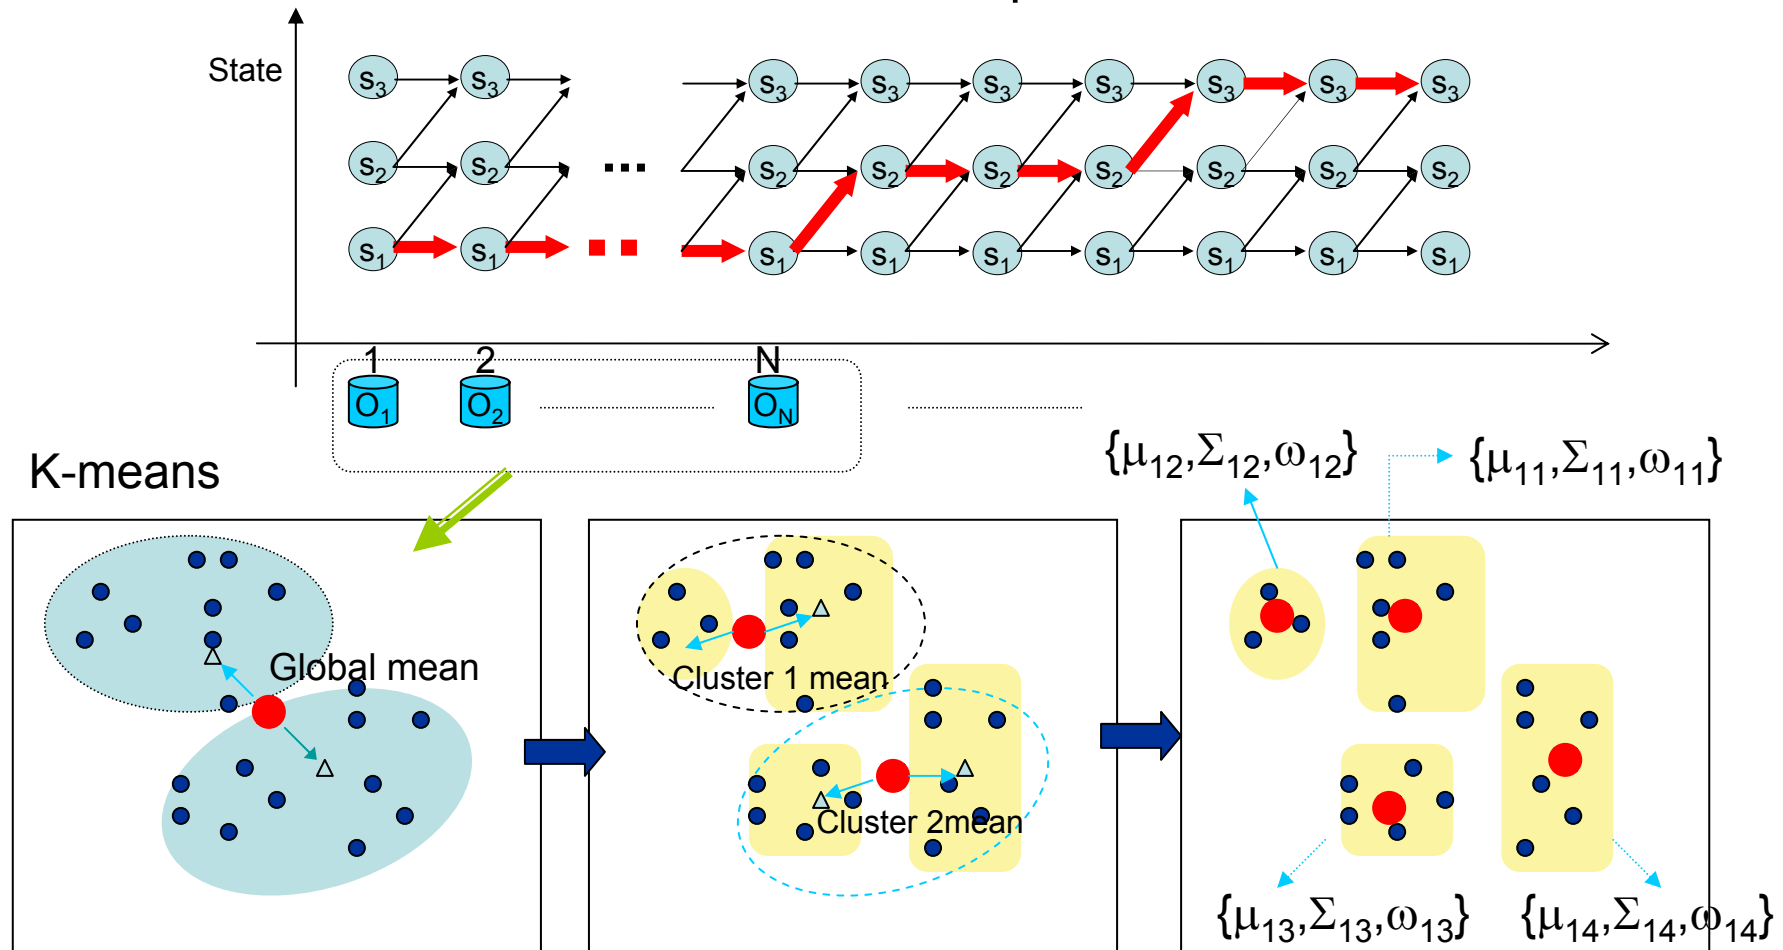 State
s3 s3 s3 s3 s3 s3 s3 s3 s3
s2 s2 ... s2 s2 s2 s2 s2 s2 s2
s1 s1 s1 s1 s1 s1 s1 s1 s1
1 2 N
O1 O2 ON
K-means
{μ12,Σ12,ω12} {μ11,Σ11,ω11}
Global mean
Cluster 1 mean
Cluster 2mean
{μ13,Σ13,ω13} {μ14,Σ14,ω14}